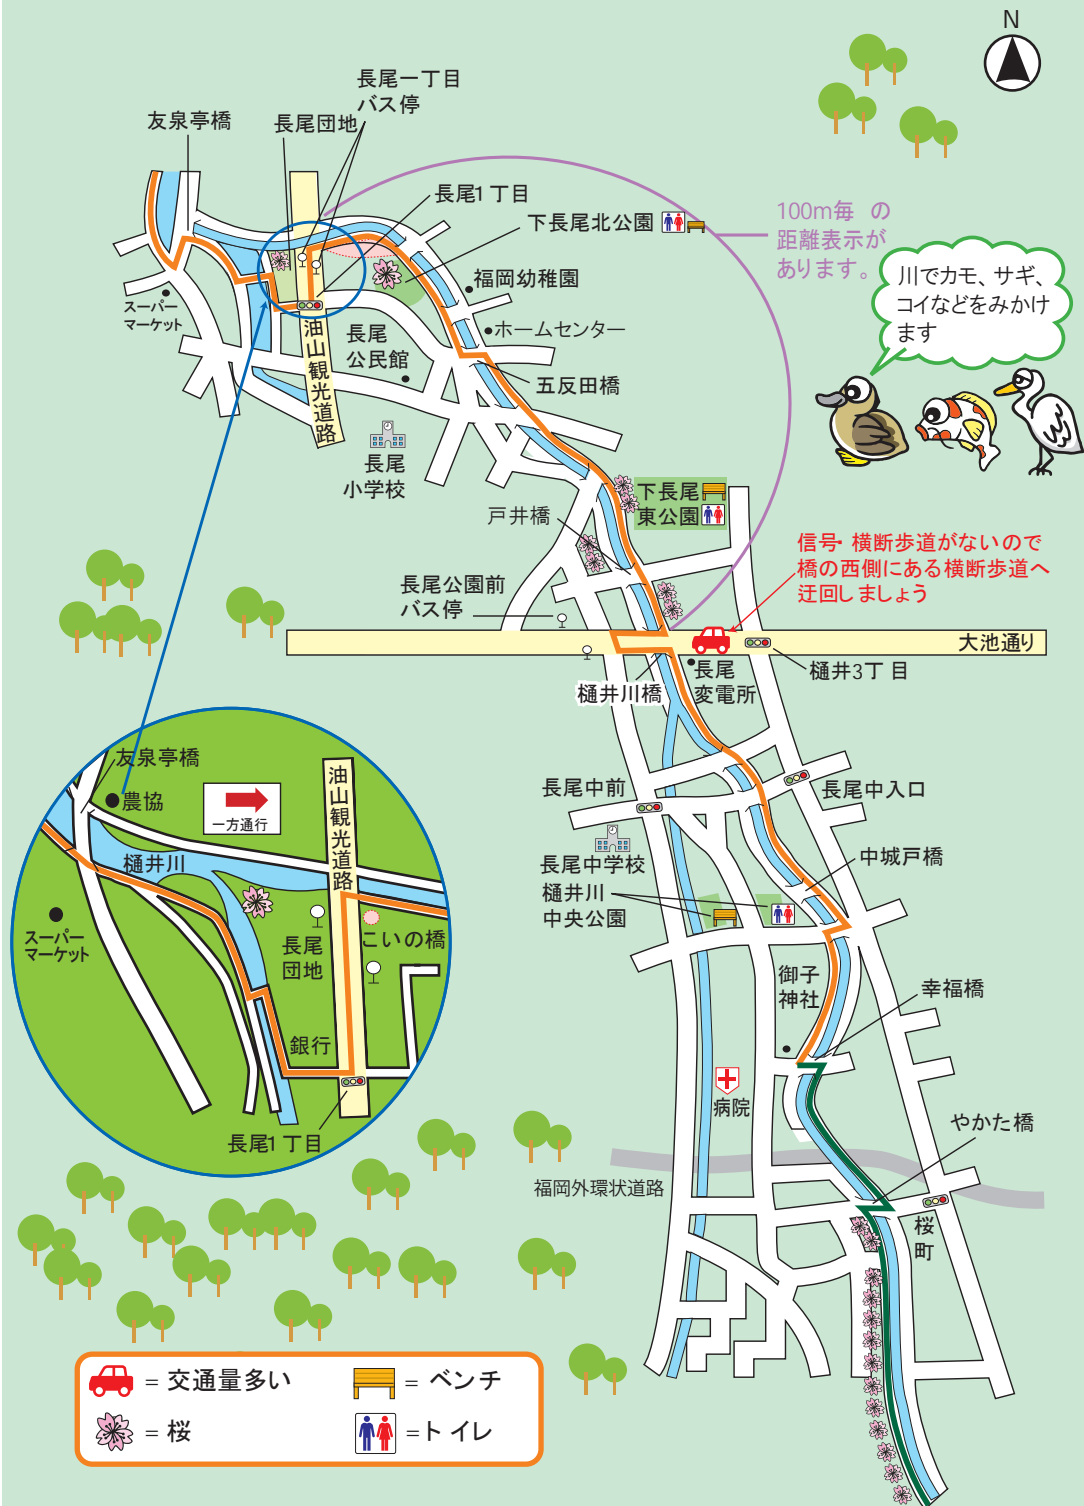 N
長尾一丁目
バス停
友泉亭橋
長尾団地
長尾1丁目
下長尾北公園
100m毎 の
距離表示が
あります。
川でカモ、サギ、
コイなどをみかけ
ます
福岡幼稚園
スーパー
マーケット
ホームセンター
長尾
公民館
油山観光道路
五反田橋
長尾
小学校
下長尾
東公園
戸井橋
信号・横断歩道がないので
橋の西側にある横断歩道へ
迂回しましょう
長尾公園前
バス停
大池通り
長尾
変電所
樋井3丁目
樋井川橋
友泉亭橋
農協
一方通行
油山観光道路
長尾中前
長尾中入口
樋井川
長尾中学校
中城戸橋
樋井川
中央公園
スーパー
マーケット
長尾
団地
こいの橋
御子
神社
幸福橋
銀行
病院
長尾1丁目
やかた橋
福岡外環状道路
桜
町
= 交通量多い
= ベンチ
= 桜
=トイレ